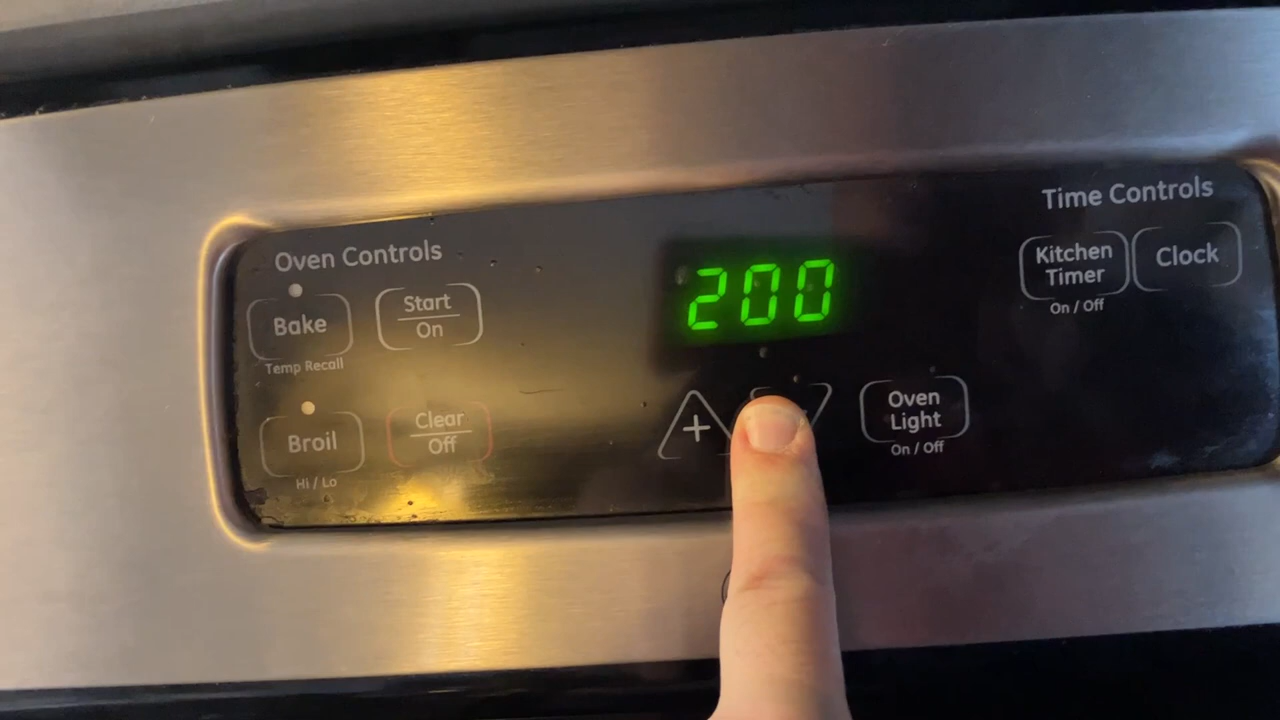 Oven Controls
Bake
Temp Recall
Start
On
Broil
Hi / Lo
Clear
Off
200
+
Oven
Light
On / Off
Time Controls
Kitchen
Timer
On / Off
Clock